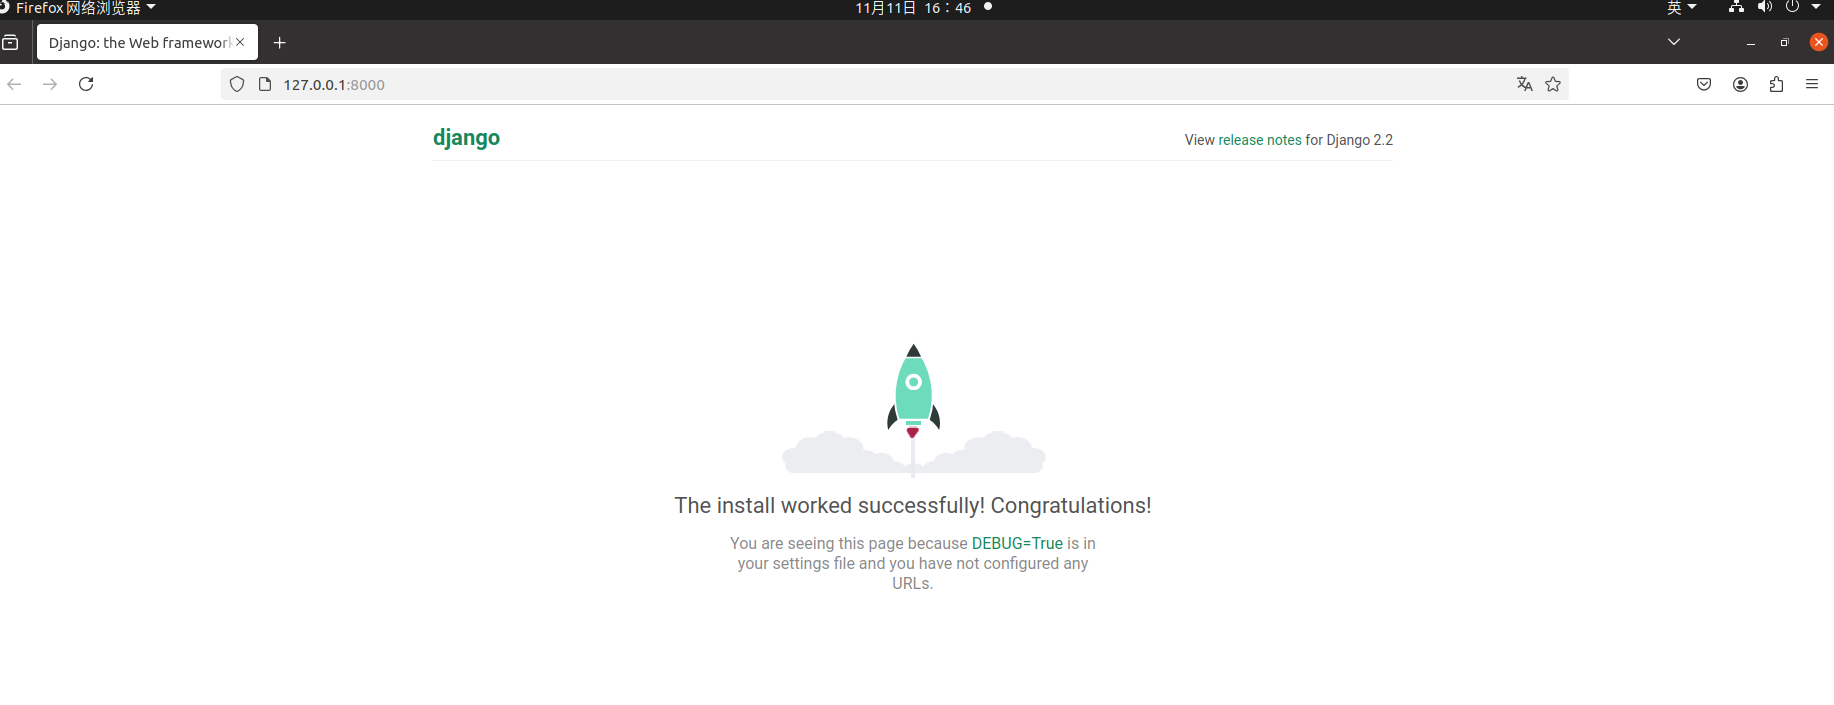 Firefox 网络浏览器
11月11日 16：46
英
Django: the Web framework
127.0.0.1:8000
django
View release notes for Django 2.2
The install worked successfully! Congratulations!
You are seeing this page because DEBUG=True is in
your settings file and you have not configured any
URLs.